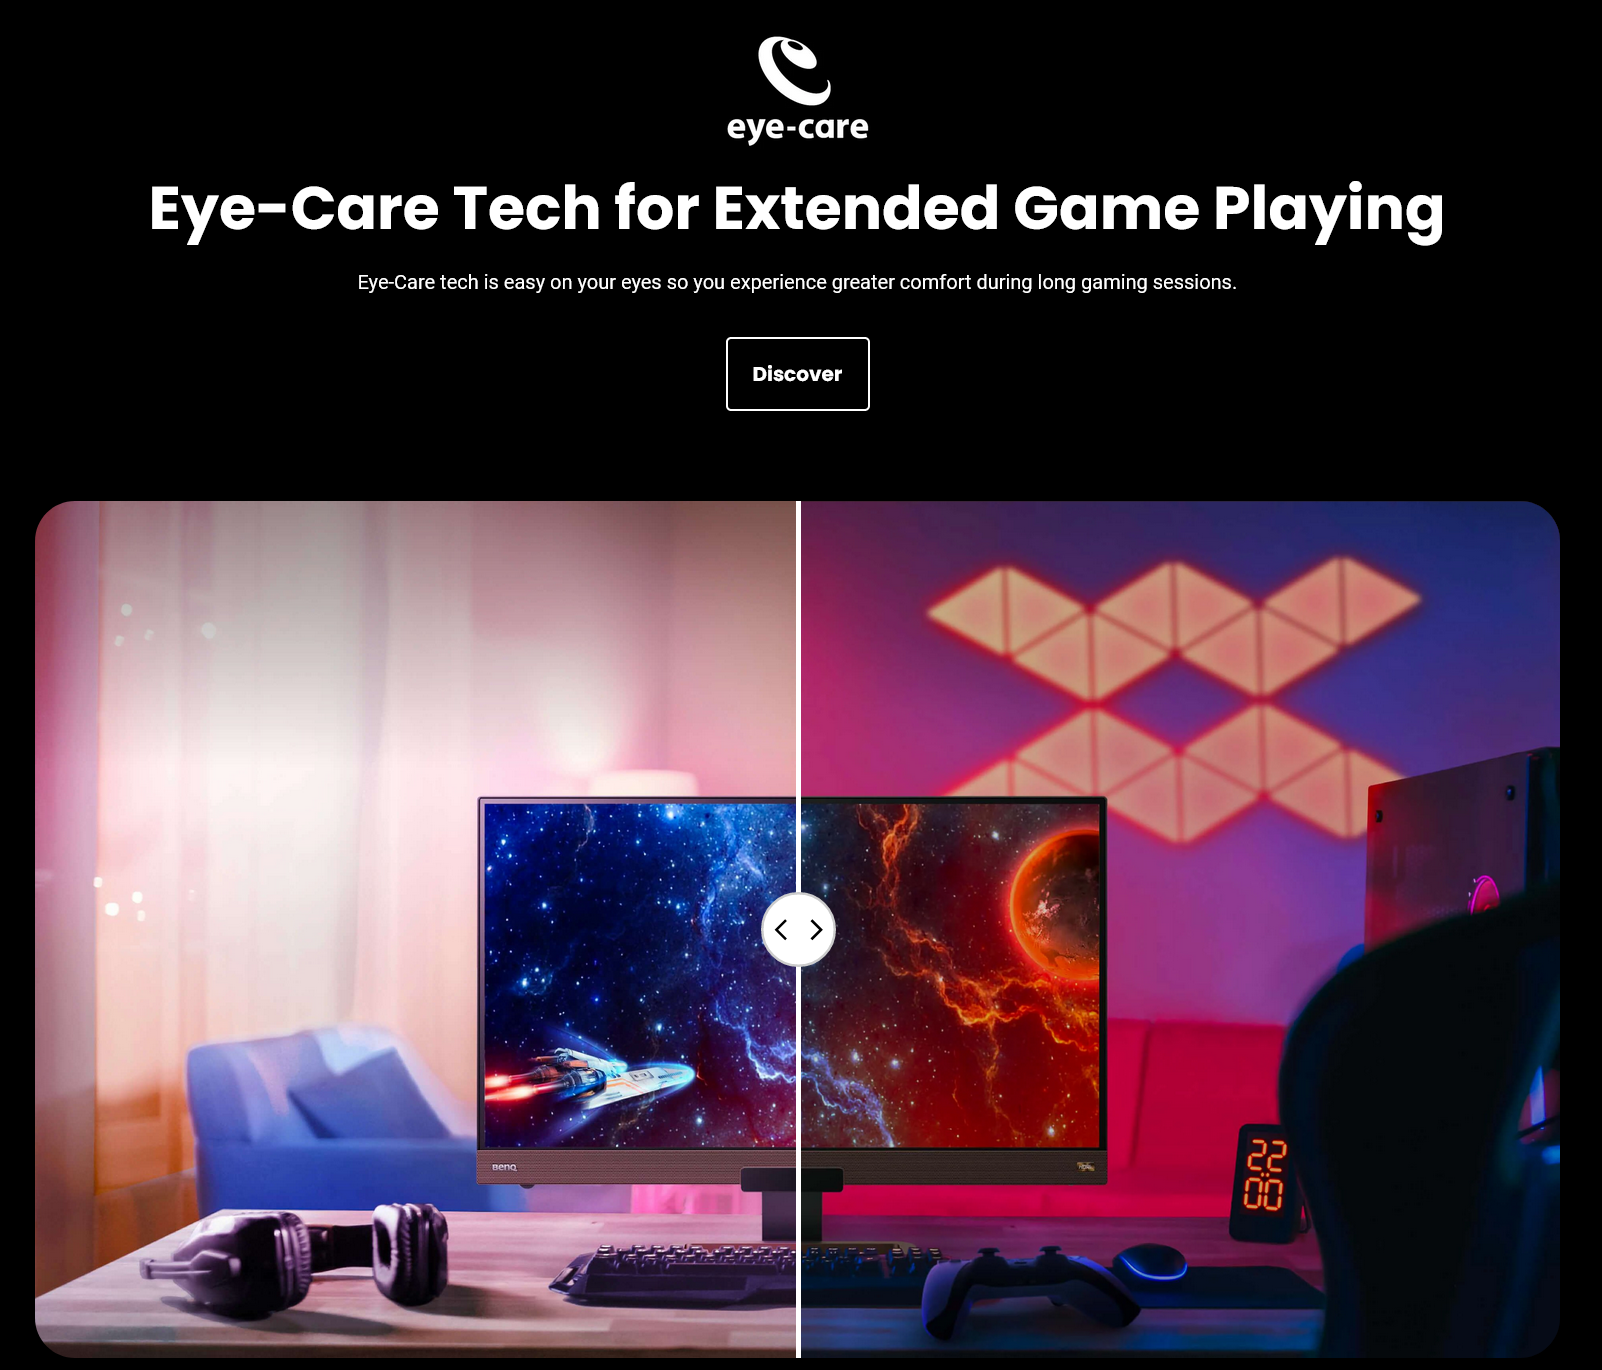 eye-care
Eye-Care Tech for Extended Game Playing
Eye-Care tech is easy on your eyes so you experience greater comfort during long gaming sessions.
Discover
BenQ
22
00